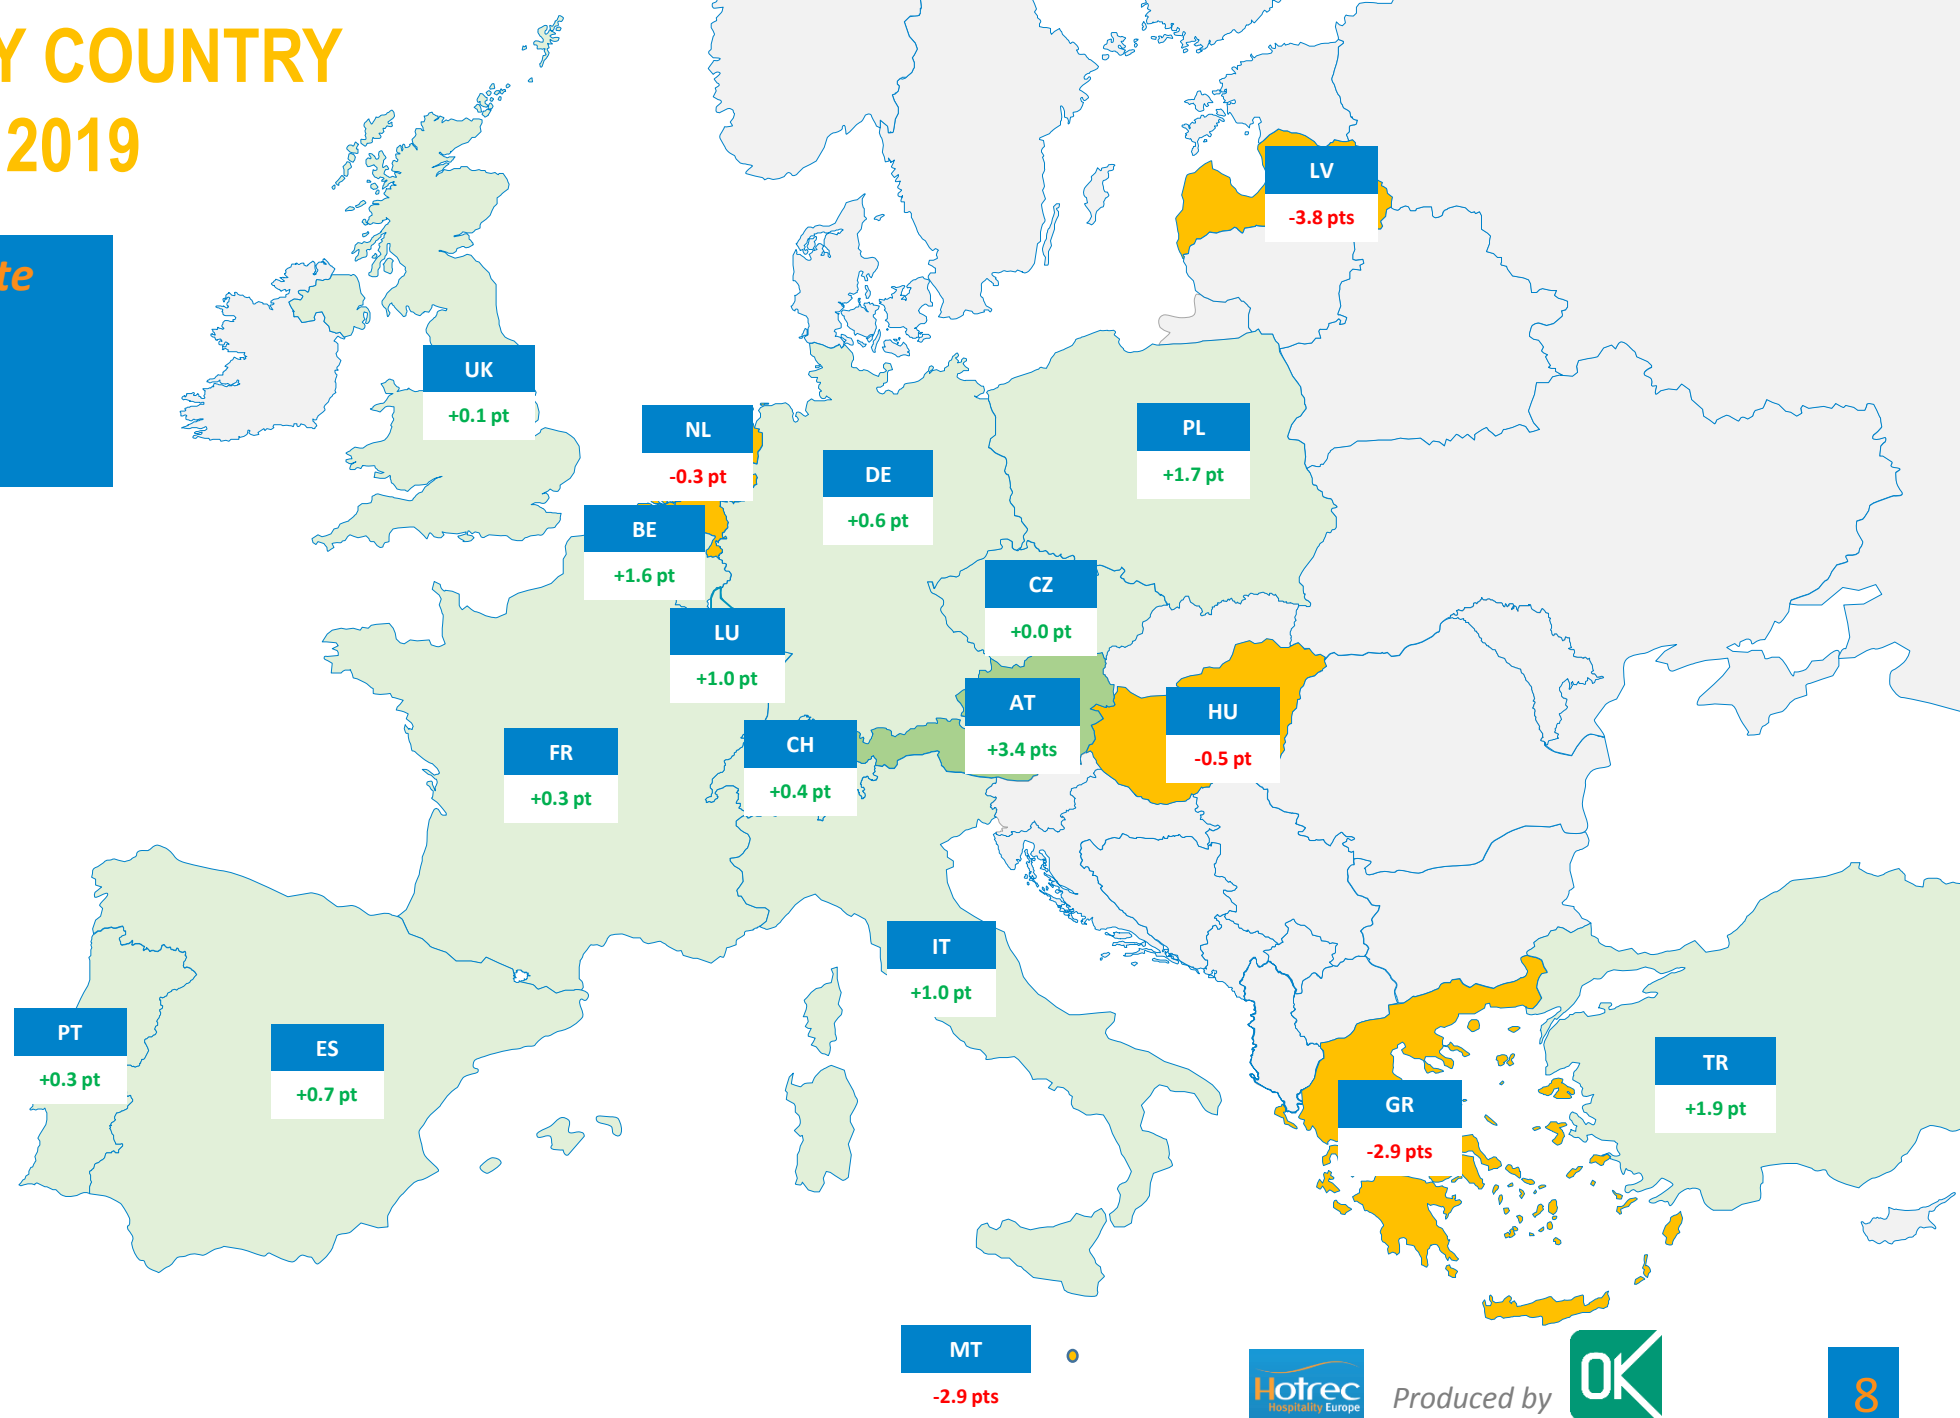 Y COUNTRY
2019
te
LV
-3.8 pts
UK
+0.1 pt
NL
-0.3 pt
PL
+1.7 pt
DE
+0.6 pt
BE
+1.6 pt
CZ
+0.0 pt
LU
+1.0 pt
AT
+3.4 pts
HU
-0.5 pt
CH
+0.4 pt
FR
+0.3 pt
IT
+1.0 pt
PT
+0.3 pt
ES
+0.7 pt
TR
+1.9 pt
GR
-2.9 pts
MT
-2.9 pts
Hotrec
Hospitality Europe
Produced by
OK
8